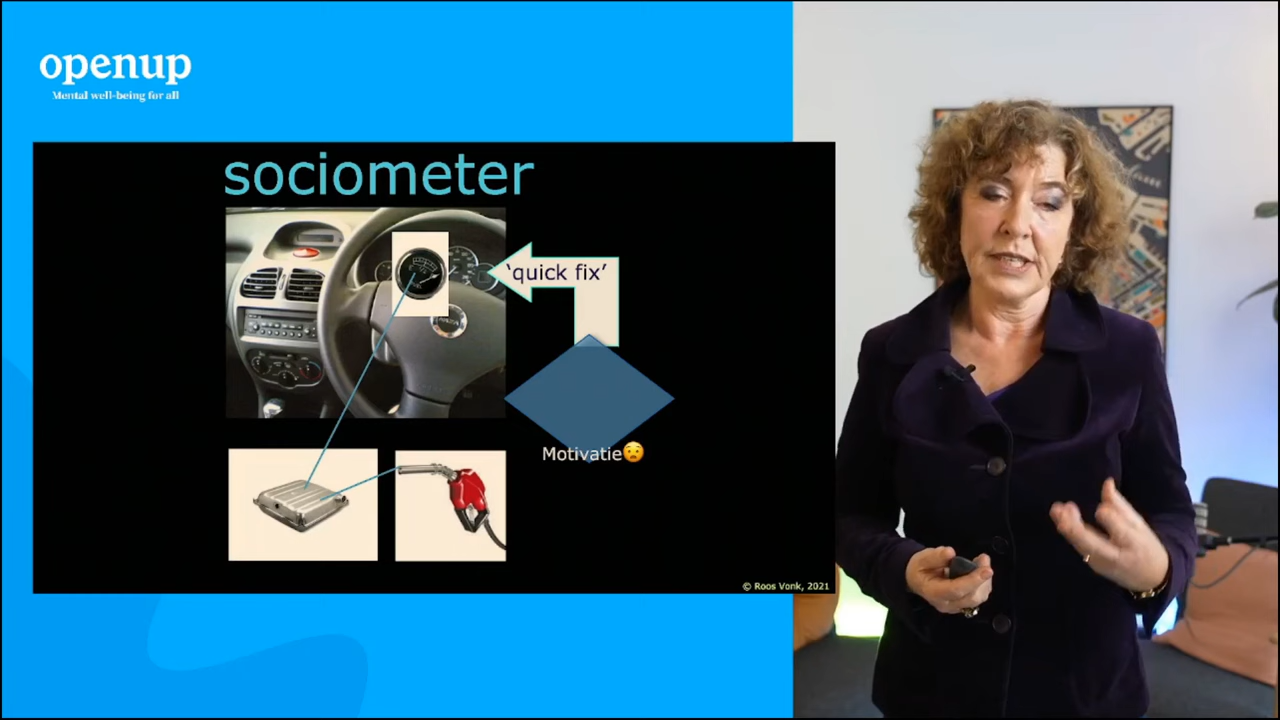 openup
Mental well-being for all
sociometer
'quick fix'
Motivatie😟
© Roos Vonk, 2021